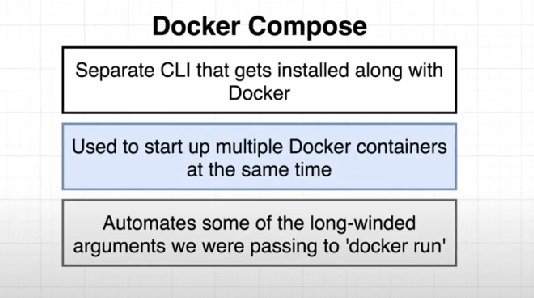 Docker Compose
Separate CLI that gets installed along with
Docker
Used to start up multiple Docker containers
at the same time
Automates some of the long-winded
arguments we were passing to 'docker run'